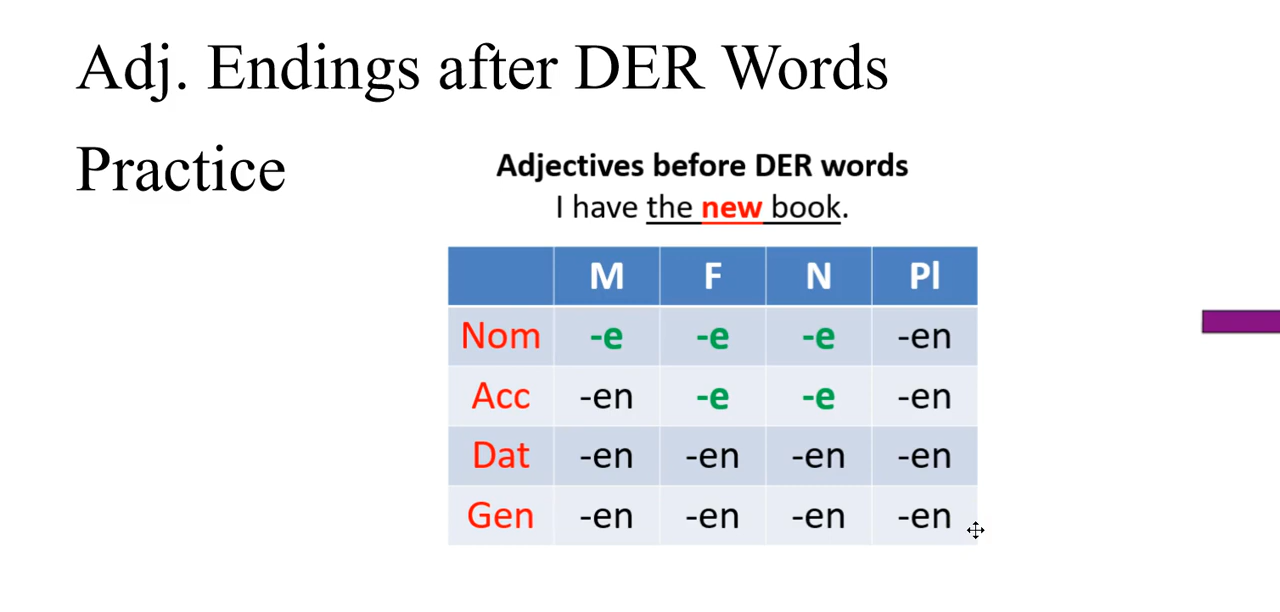 Adj. Endings after DER Words
Practice
Adjectives before DER words
I have the new book.
M F N Pl
Nom -e -e -e -en
Acc -en -e -e -en
Dat -en -en -en -en
Gen -en -en -en -en